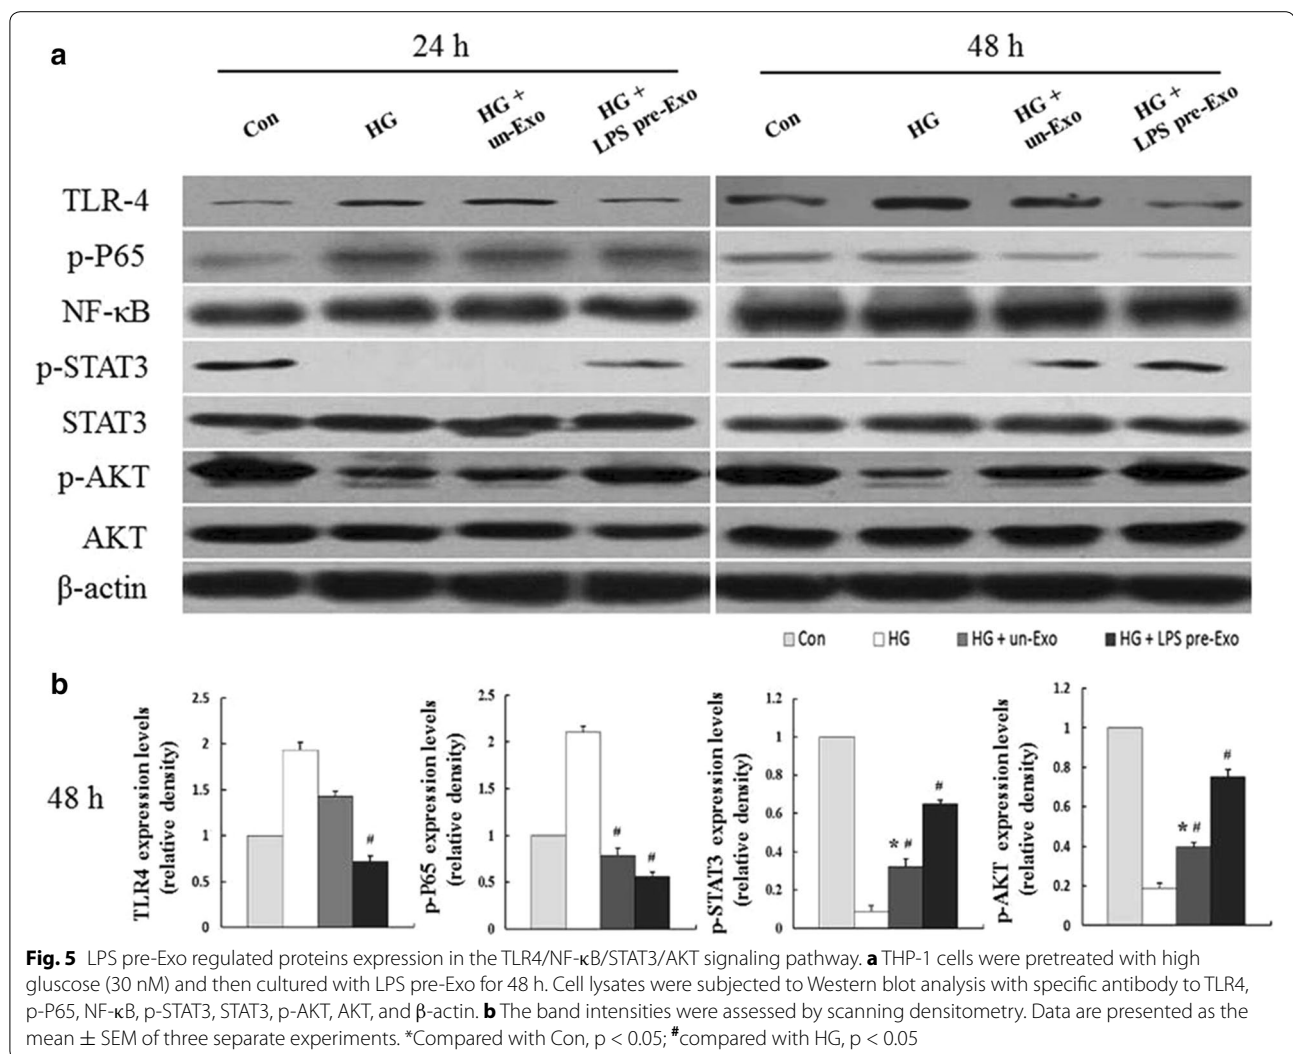 a
24 h
48 h
Con
HG
HG +
un-Exo
HG +
LPS pre-Exo
Con
HG
HG +
un-Exo
HG +
LPS pre-Exo
TLR-4
p-P65
NF-κB
p-STAT3
STAT3
p-AKT
AKT
β-actin
Con
HG
HG + un-Exo
HG + LPS pre-Exo
b
48 h
TLR4 expression levels
(relative density)
2.5
2
1.5
1
0.5
0
#
p-P65 expression levels
(relative density)
2.5
2
1.5
1
0.5
0
#
#
p-STAT3 expression levels
(relative density)
1.2
1
0.8
0.6
0.4
0.2
0
* #
#
p-AKT expression levels
(relative density)
1.2
1
0.8
0.6
0.4
0.2
0
* #
#
Fig. 5 LPS pre-Exo regulated proteins expression in the TLR4/NF-κB/STAT3/AKT signaling pathway. a THP-1 cells were pretreated with high
gluscose (30 nM) and then cultured with LPS pre-Exo for 48 h. Cell lysates were subjected to Western blot analysis with specific antibody to TLR4,
p-P65, NF-κB, p-STAT3, STAT3, p-AKT, AKT, and β-actin. b The band intensities were assessed by scanning densitometry. Data are presented as the
mean ± SEM of three separate experiments. *Compared with Con, p < 0.05; #compared with HG, p < 0.05